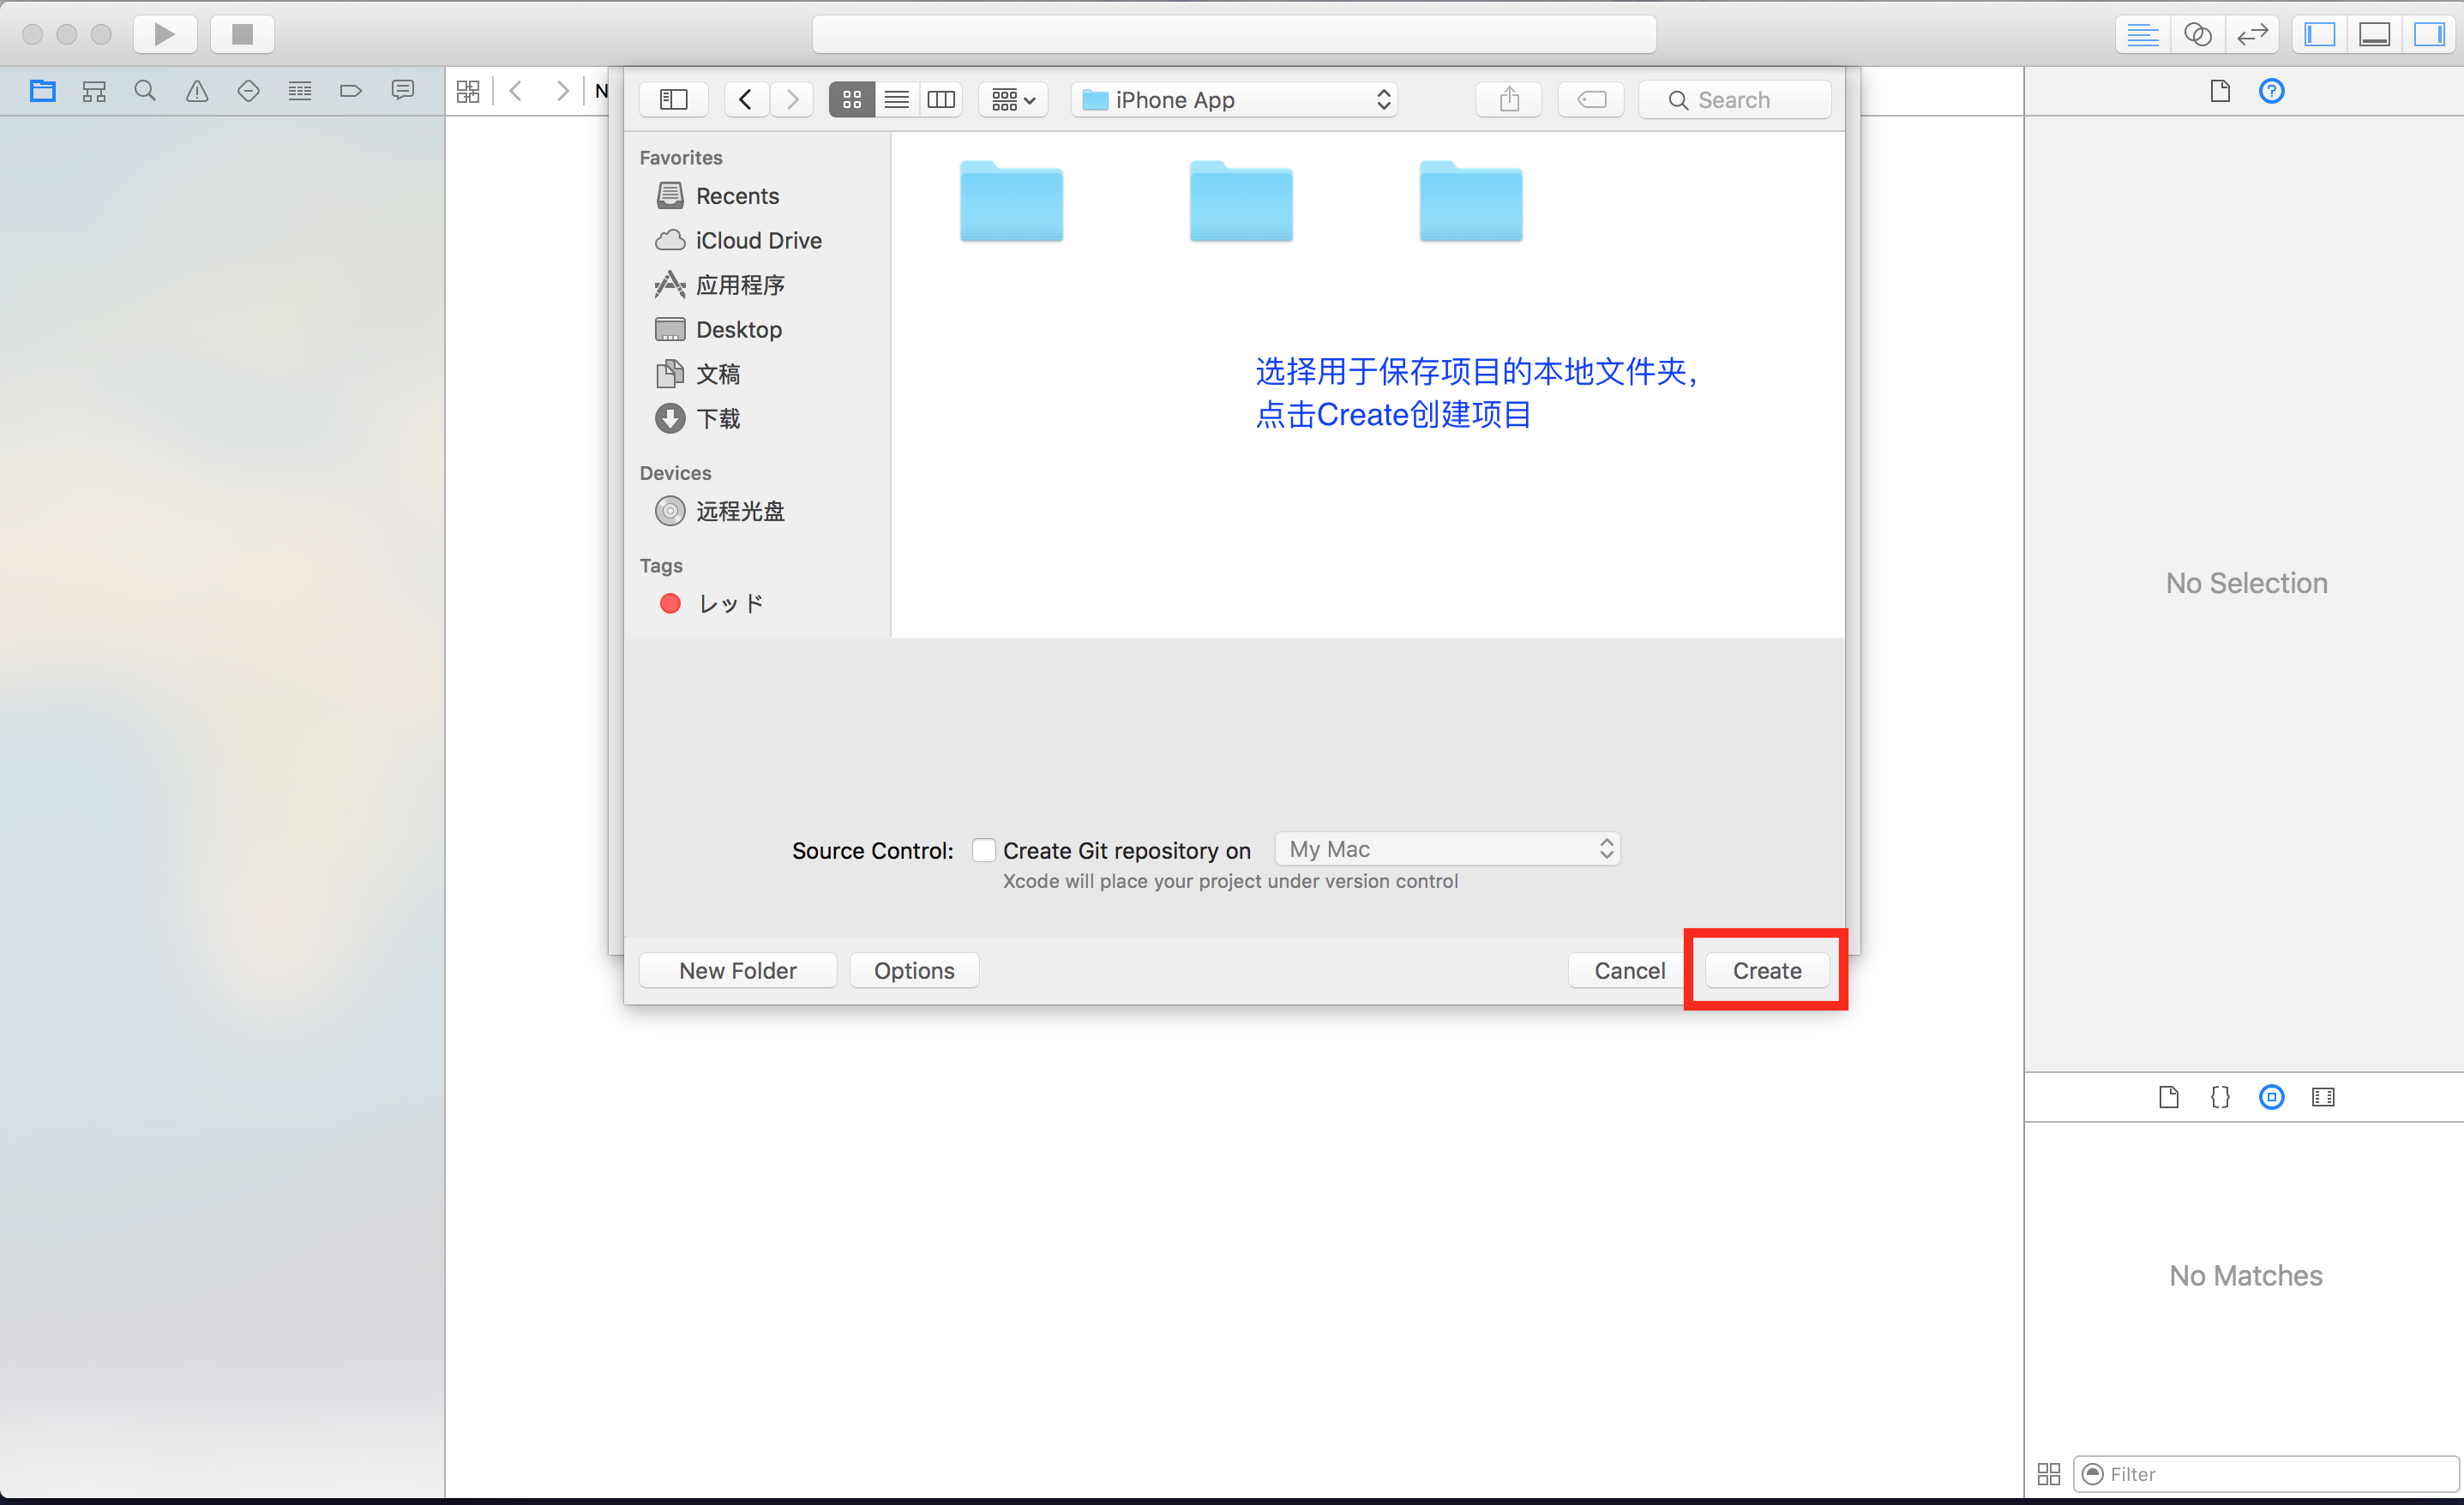 N
iPhone App
Search
Favorites
Recents
iCloud Drive
应用程序
Desktop
文稿
下载
Devices
远程光盘
Tags
レッド
选择用于保存项目的本地文件夹,
点击Create创建项目
No Selection
Source Control:
Create Git repository on
My Mac
Xcode will place your project under version control
New Folder
Options
Cancel
Create
No Matches
Filter